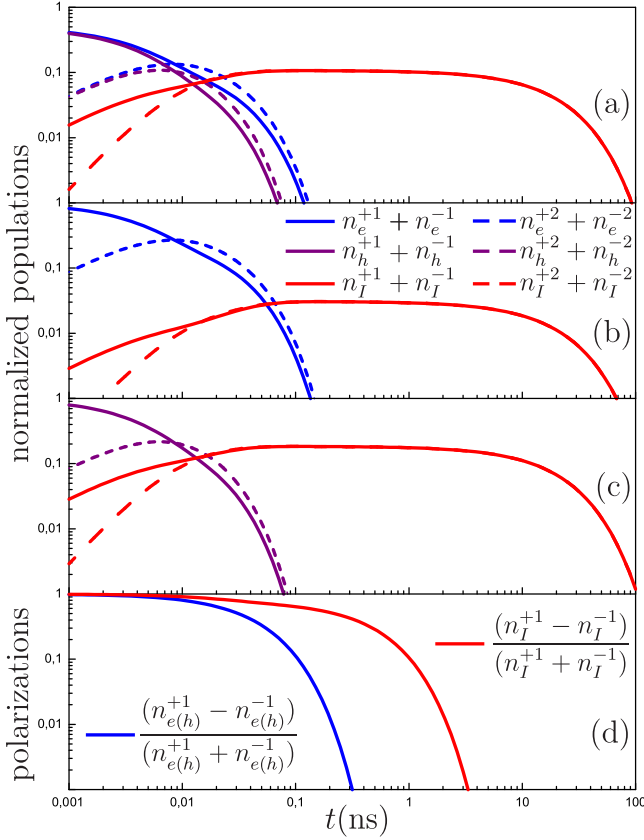 1
0,1
0,01
(a)
normalized populations
1
n_e^{+1} + n_e^{-1}
n_e^{+2} + n_e^{-2}
n_h^{+1} + n_h^{-1}
n_h^{+2} + n_h^{-2}
n_I^{+1} + n_I^{-1}
n_I^{+2} + n_I^{-2}
0,1
0,01
(b)
1
0,1
0,01
(c)
polarizations
1
0,1
0,01
1
(n_I^{+1} − n_I^{-1})
(n_I^{+1} + n_I^{-1})
(n_{e(h)}^{+1} − n_{e(h)}^{-1})
(n_{e(h)}^{+1} + n_{e(h)}^{-1})
(d)
0,001 0,01 0,1 1 10 100
t(ns)